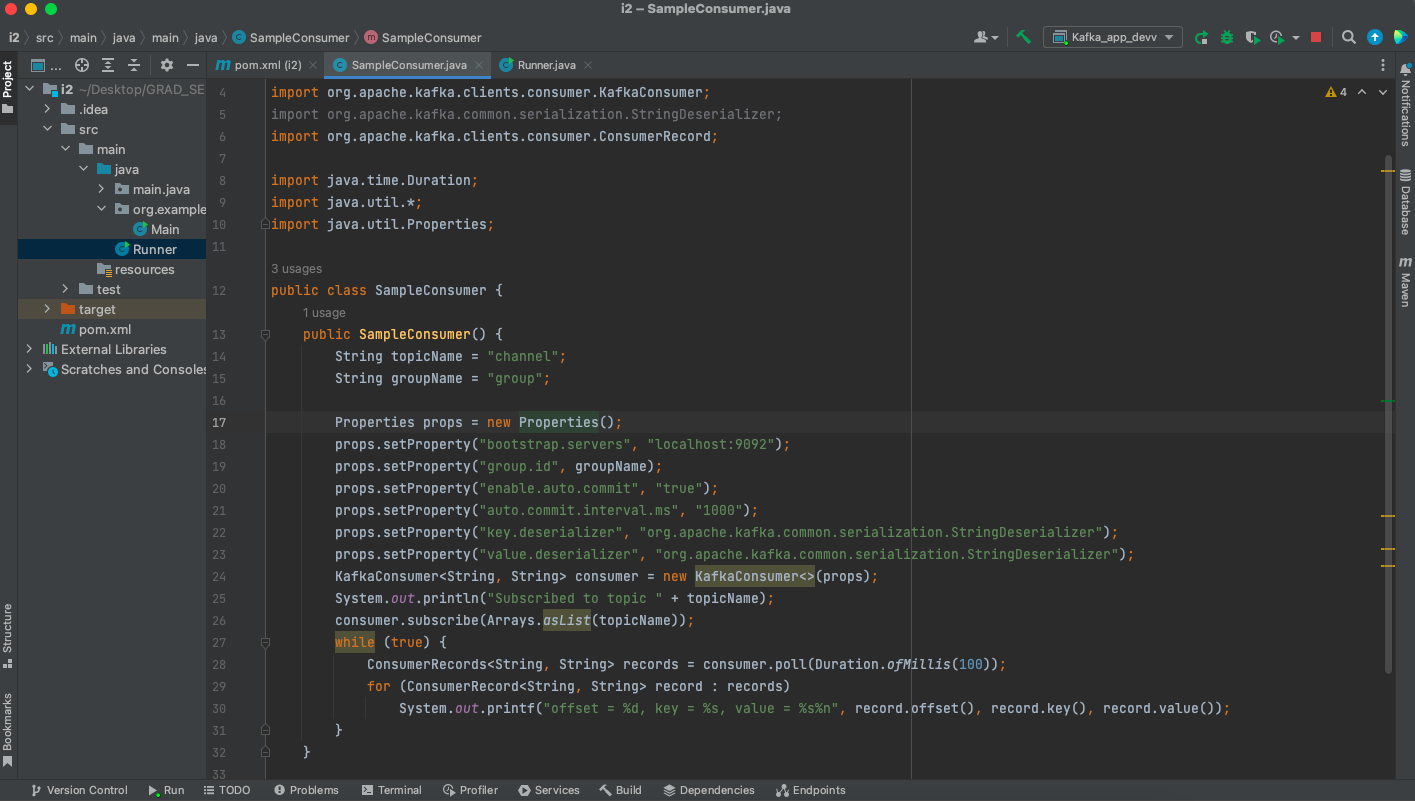 i2 – SampleConsumer.java
i2 src main java main java SampleConsumer SampleConsumer
Kafka_app_devv
Project
...
pom.xml (i2) SampleConsumer.java Runner.java
i2 ~/Desktop/GRAD_SE
.idea
src
main
java
main.java
org.example
Main
Runner
resources
test
target
pom.xml
External Libraries
Scratches and Consoles
4
4 import org.apache.kafka.clients.consumer.KafkaConsumer;
5 import org.apache.kafka.common.serialization.StringDeserializer;
6 import org.apache.kafka.clients.consumer.ConsumerRecord;
7
8 import java.time.Duration;
9 import java.util.*;
10 import java.util.Properties;
11
3 usages
12 public class SampleConsumer {
1 usage
13 public SampleConsumer() {
14 String topicName = "channel";
15 String groupName = "group";
16
17 Properties props = new Properties();
18 props.setProperty("bootstrap.servers", "localhost:9092");
19 props.setProperty("group.id", groupName);
20 props.setProperty("enable.auto.commit", "true");
21 props.setProperty("auto.commit.interval.ms", "1000");
22 props.setProperty("key.deserializer", "org.apache.kafka.common.serialization.StringDeserializer");
23 props.setProperty("value.deserializer", "org.apache.kafka.common.serialization.StringDeserializer");
24 KafkaConsumer<String, String> consumer = new KafkaConsumer<>(props);
25 System.out.println("Subscribed to topic " + topicName);
26 consumer.subscribe(Arrays.asList(topicName));
27 while (true) {
28 ConsumerRecords<String, String> records = consumer.poll(Duration.ofMillis(100));
29 for (ConsumerRecord<String, String> record : records)
30 System.out.printf("offset = %d, key = %s, value = %s%n", record.offset(), record.key(), record.value());
31 }
32 }
33
Notifications
Database
Maven
Structure
Bookmarks
Version Control Run TODO Problems Terminal Profiler Services Build Dependencies Endpoints